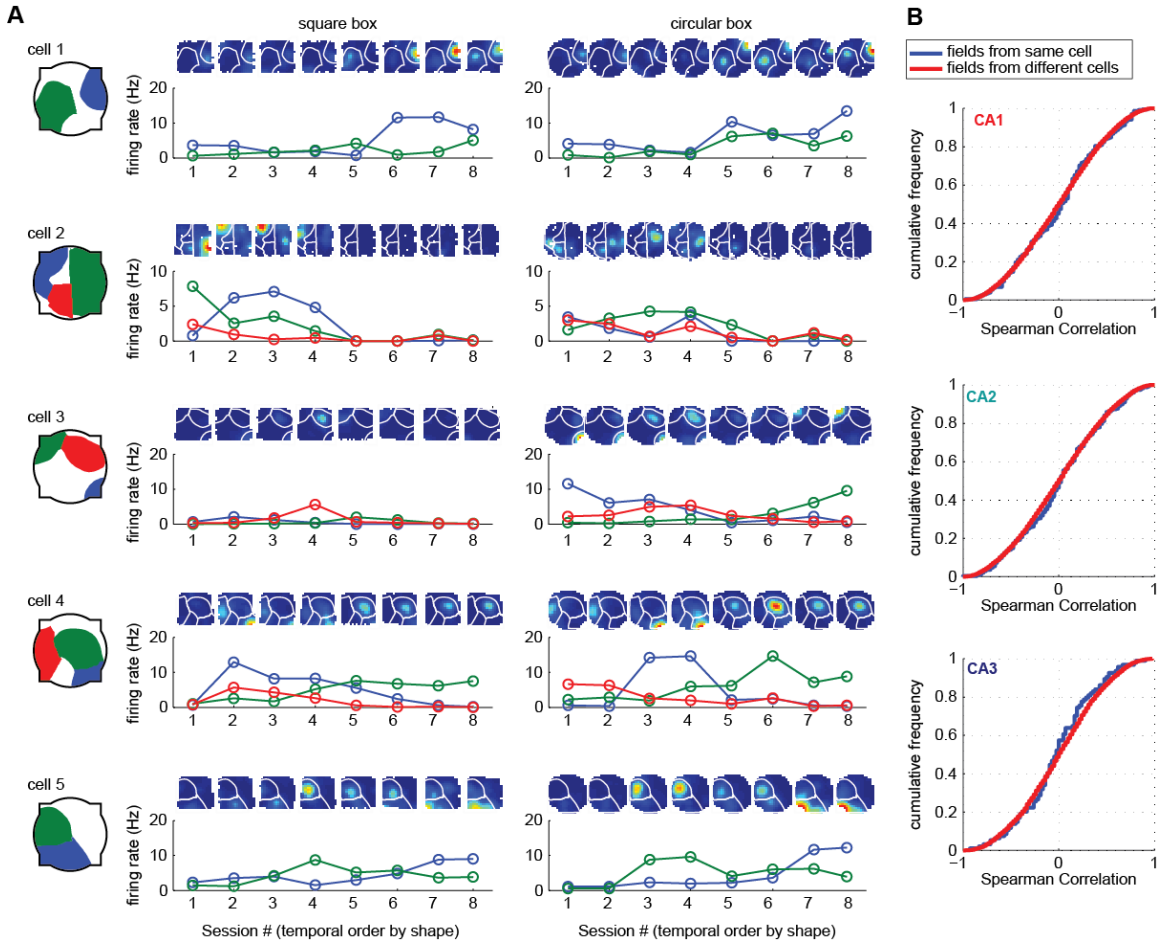 A
B
square box
circular box
fields from same cell
fields from different cells
cell 1
firing rate (Hz)
20
10
0
1 2 3 4 5 6 7 8
20
10
0
1 2 3 4 5 6 7 8
cell 2
firing rate (Hz)
10
5
0
1 2 3 4 5 6 7 8
10
5
0
1 2 3 4 5 6 7 8
cell 3
firing rate (Hz)
20
10
0
1 2 3 4 5 6 7 8
20
10
0
1 2 3 4 5 6 7 8
cell 4
firing rate (Hz)
20
10
0
1 2 3 4 5 6 7 8
20
10
0
1 2 3 4 5 6 7 8
cell 5
firing rate (Hz)
20
10
0
1 2 3 4 5 6 7 8
Session # (temporal order by shape)
20
10
0
1 2 3 4 5 6 7 8
Session # (temporal order by shape)
CA1
cumulative frequency
1
0.8
0.6
0.4
0.2
0
−1 0 1
Spearman Correlation
CA2
cumulative frequency
1
0.8
0.6
0.4
0.2
0
−1 0 1
Spearman Correlation
CA3
cumulative frequency
1
0.8
0.6
0.4
0.2
0
−1 0 1
Spearman Correlation